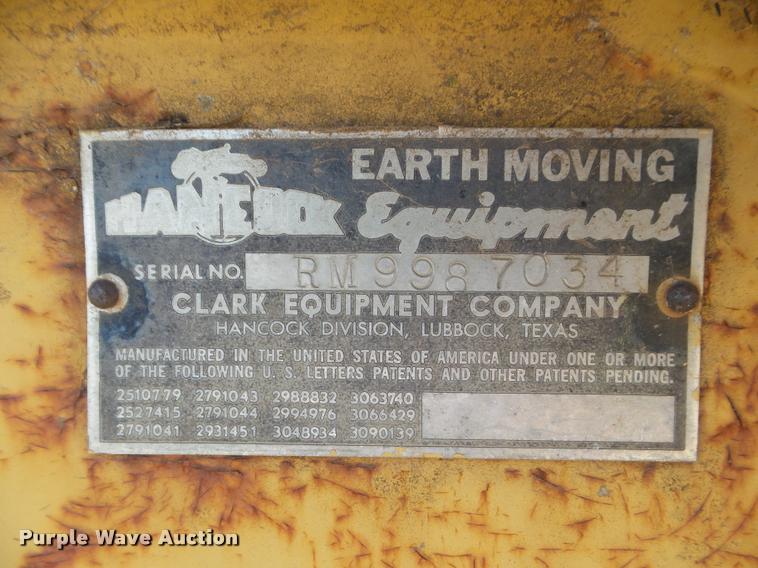 HANCOCK EARTH MOVING
Equipment
SERIAL NO. RM 998 7034
CLARK EQUIPMENT COMPANY
HANCOCK DIVISION, LUBBOCK, TEXAS
MANUFACTURED IN THE UNITED STATES OF AMERICA UNDER ONE OR MORE
OF THE FOLLOWING U. S. LETTERS PATENTS AND OTHER PATENTS PENDING.
2510779 2791043 2988832 3063740
2527415 2791044 2994976 3066429
2791041 2931451 3048934 3090139
Purple Wave Auction